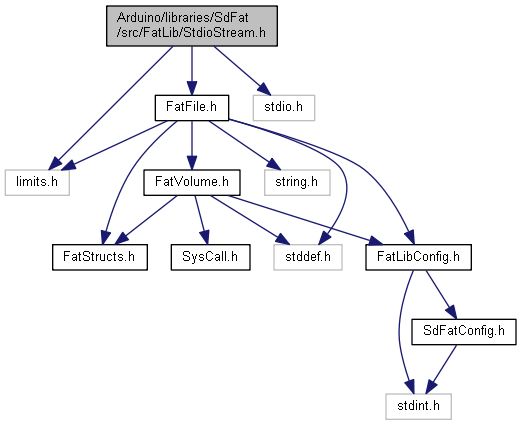 Arduino/libraries/SdFat
/src/FatLib/StdioStream.h
FatFile.h
stdio.h
limits.h
FatVolume.h
string.h
FatStructs.h
SysCall.h
stddef.h
FatLibConfig.h
SdFatConfig.h
stdint.h